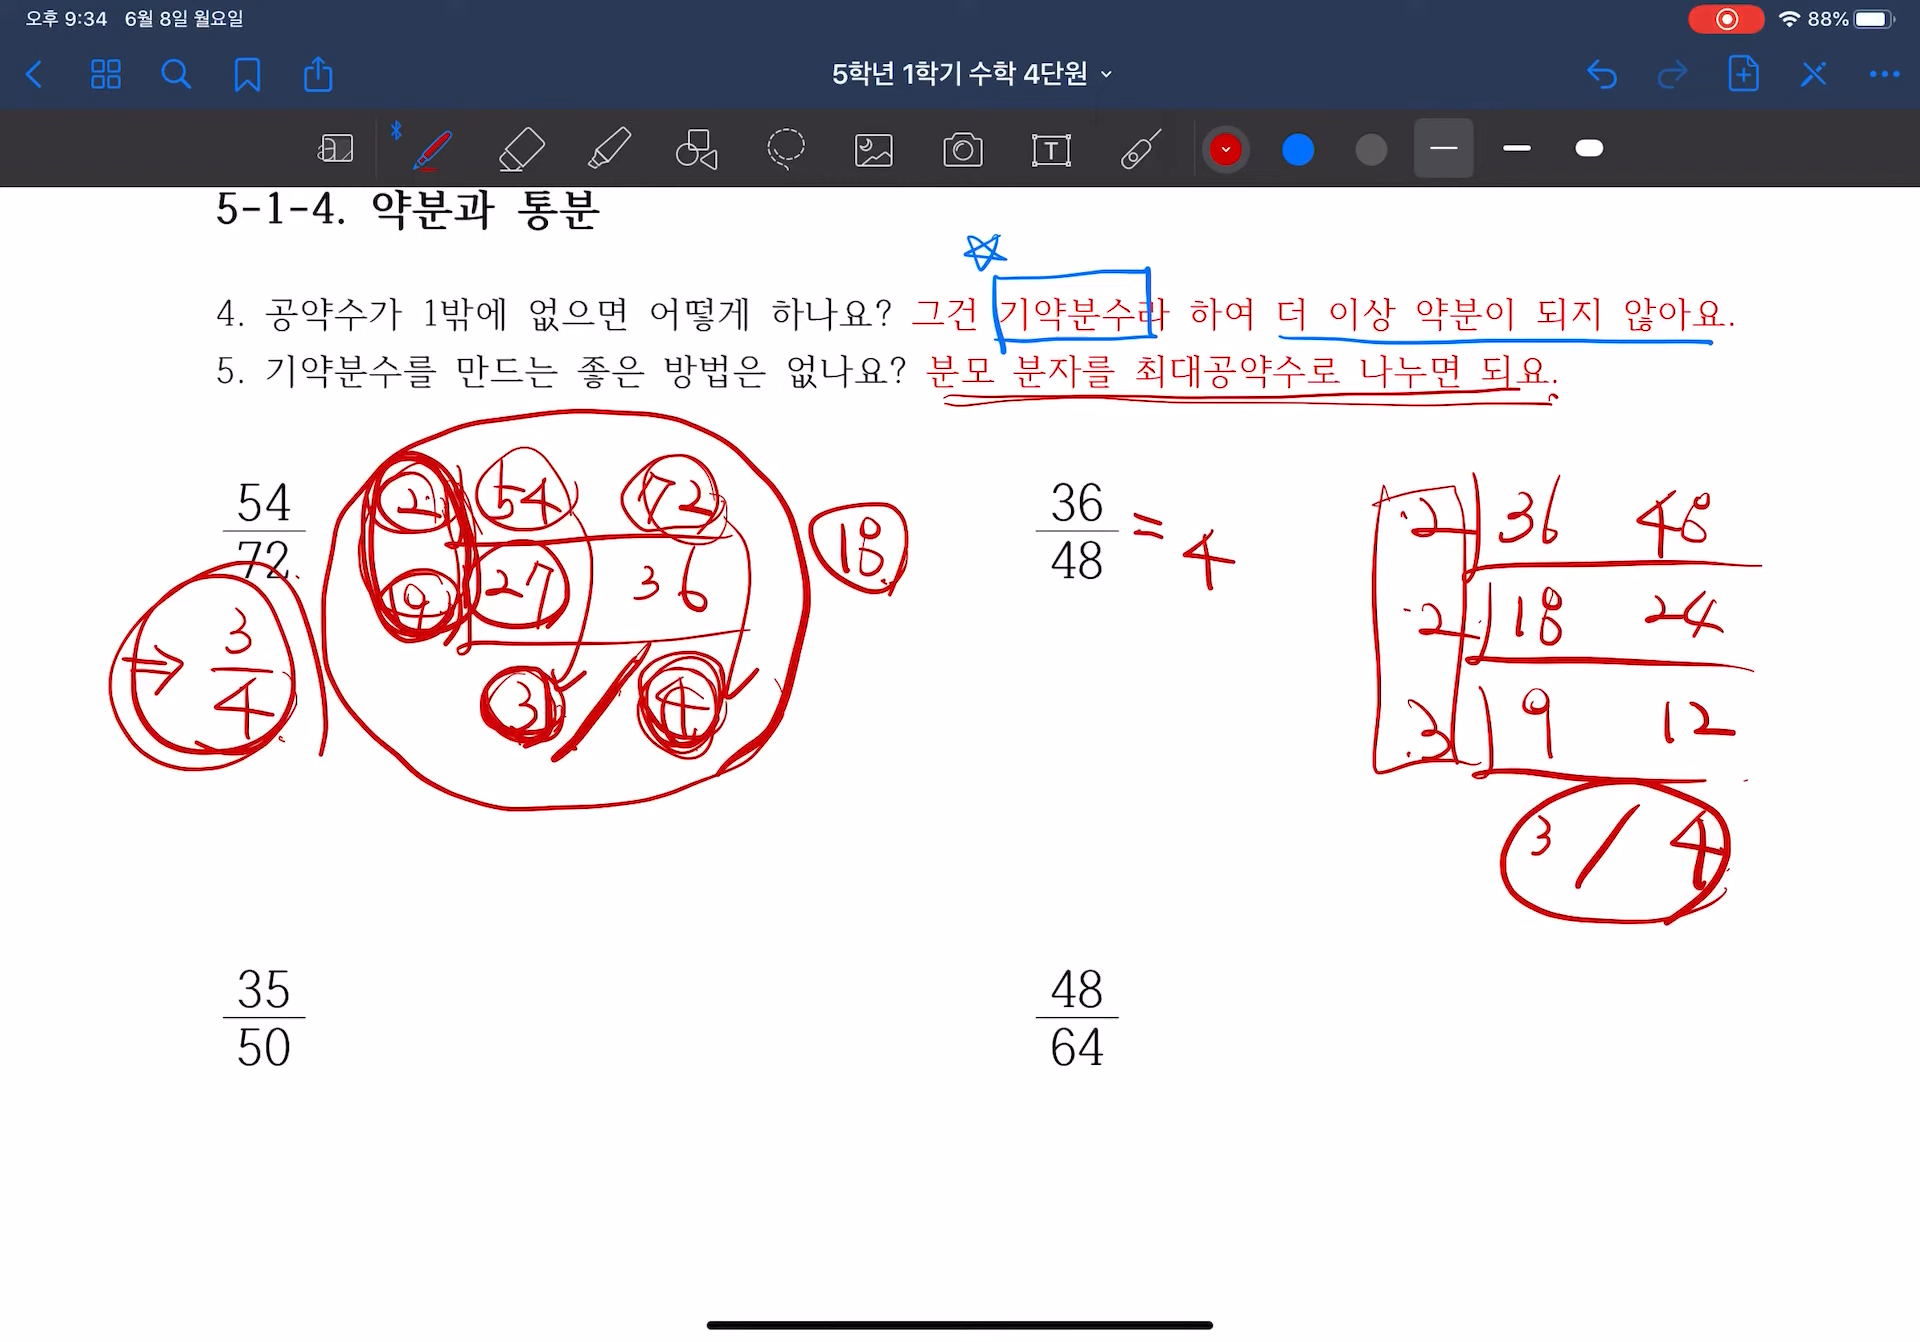 오후 9:34 6월 8일 월요일
88%
5학년 1학기 수학 4단원
5-1-4. 약분과 통분
4. 공약수가 1밖에 없으면 어떻게 하나요? 그건 기약분수라 하여 더 이상 약분이 되지 않아요.
5. 기약분수를 만드는 좋은 방법은 없나요? 분모 분자를 최대공약수로 나누면 되요.
54
72
2 54 72
9 27 36
3 / 4
18
⇒ 3
4
36
48
= 4
2 36 48
2 18 24
3 9 12
3 / 4
35
50
48
64